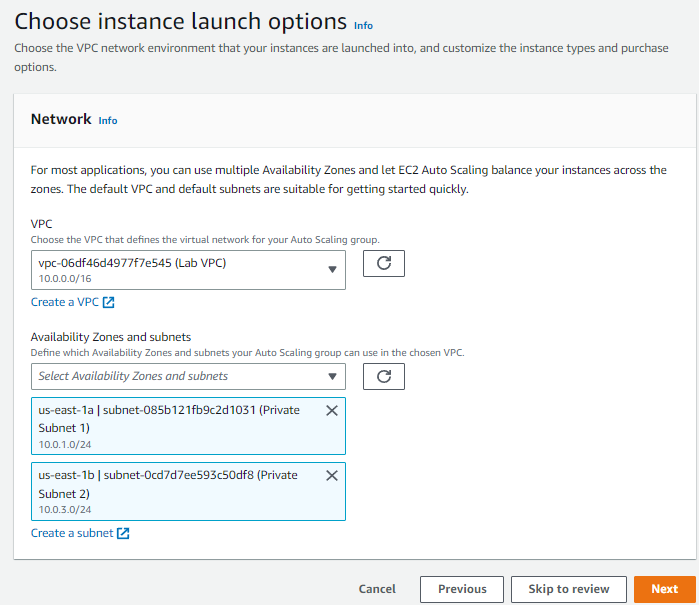 Choose instance launch options Info
Choose the VPC network environment that your instances are launched into, and customize the instance types and purchase
options.
Network Info
For most applications, you can use multiple Availability Zones and let EC2 Auto Scaling balance your instances across the
zones. The default VPC and default subnets are suitable for getting started quickly.
VPC
Choose the VPC that defines the virtual network for your Auto Scaling group.
vpc-06df46d4977f7e545 (Lab VPC)
10.0.0.0/16
Create a VPC
Availability Zones and subnets
Define which Availability Zones and subnets your Auto Scaling group can use in the chosen VPC.
Select Availability Zones and subnets
us-east-1a | subnet-085b121fb9c2d1031 (Private
Subnet 1)
10.0.1.0/24
us-east-1b | subnet-0cd7d7ee593c50df8 (Private
Subnet 2)
10.0.3.0/24
Create a subnet
Cancel Previous Skip to review Next